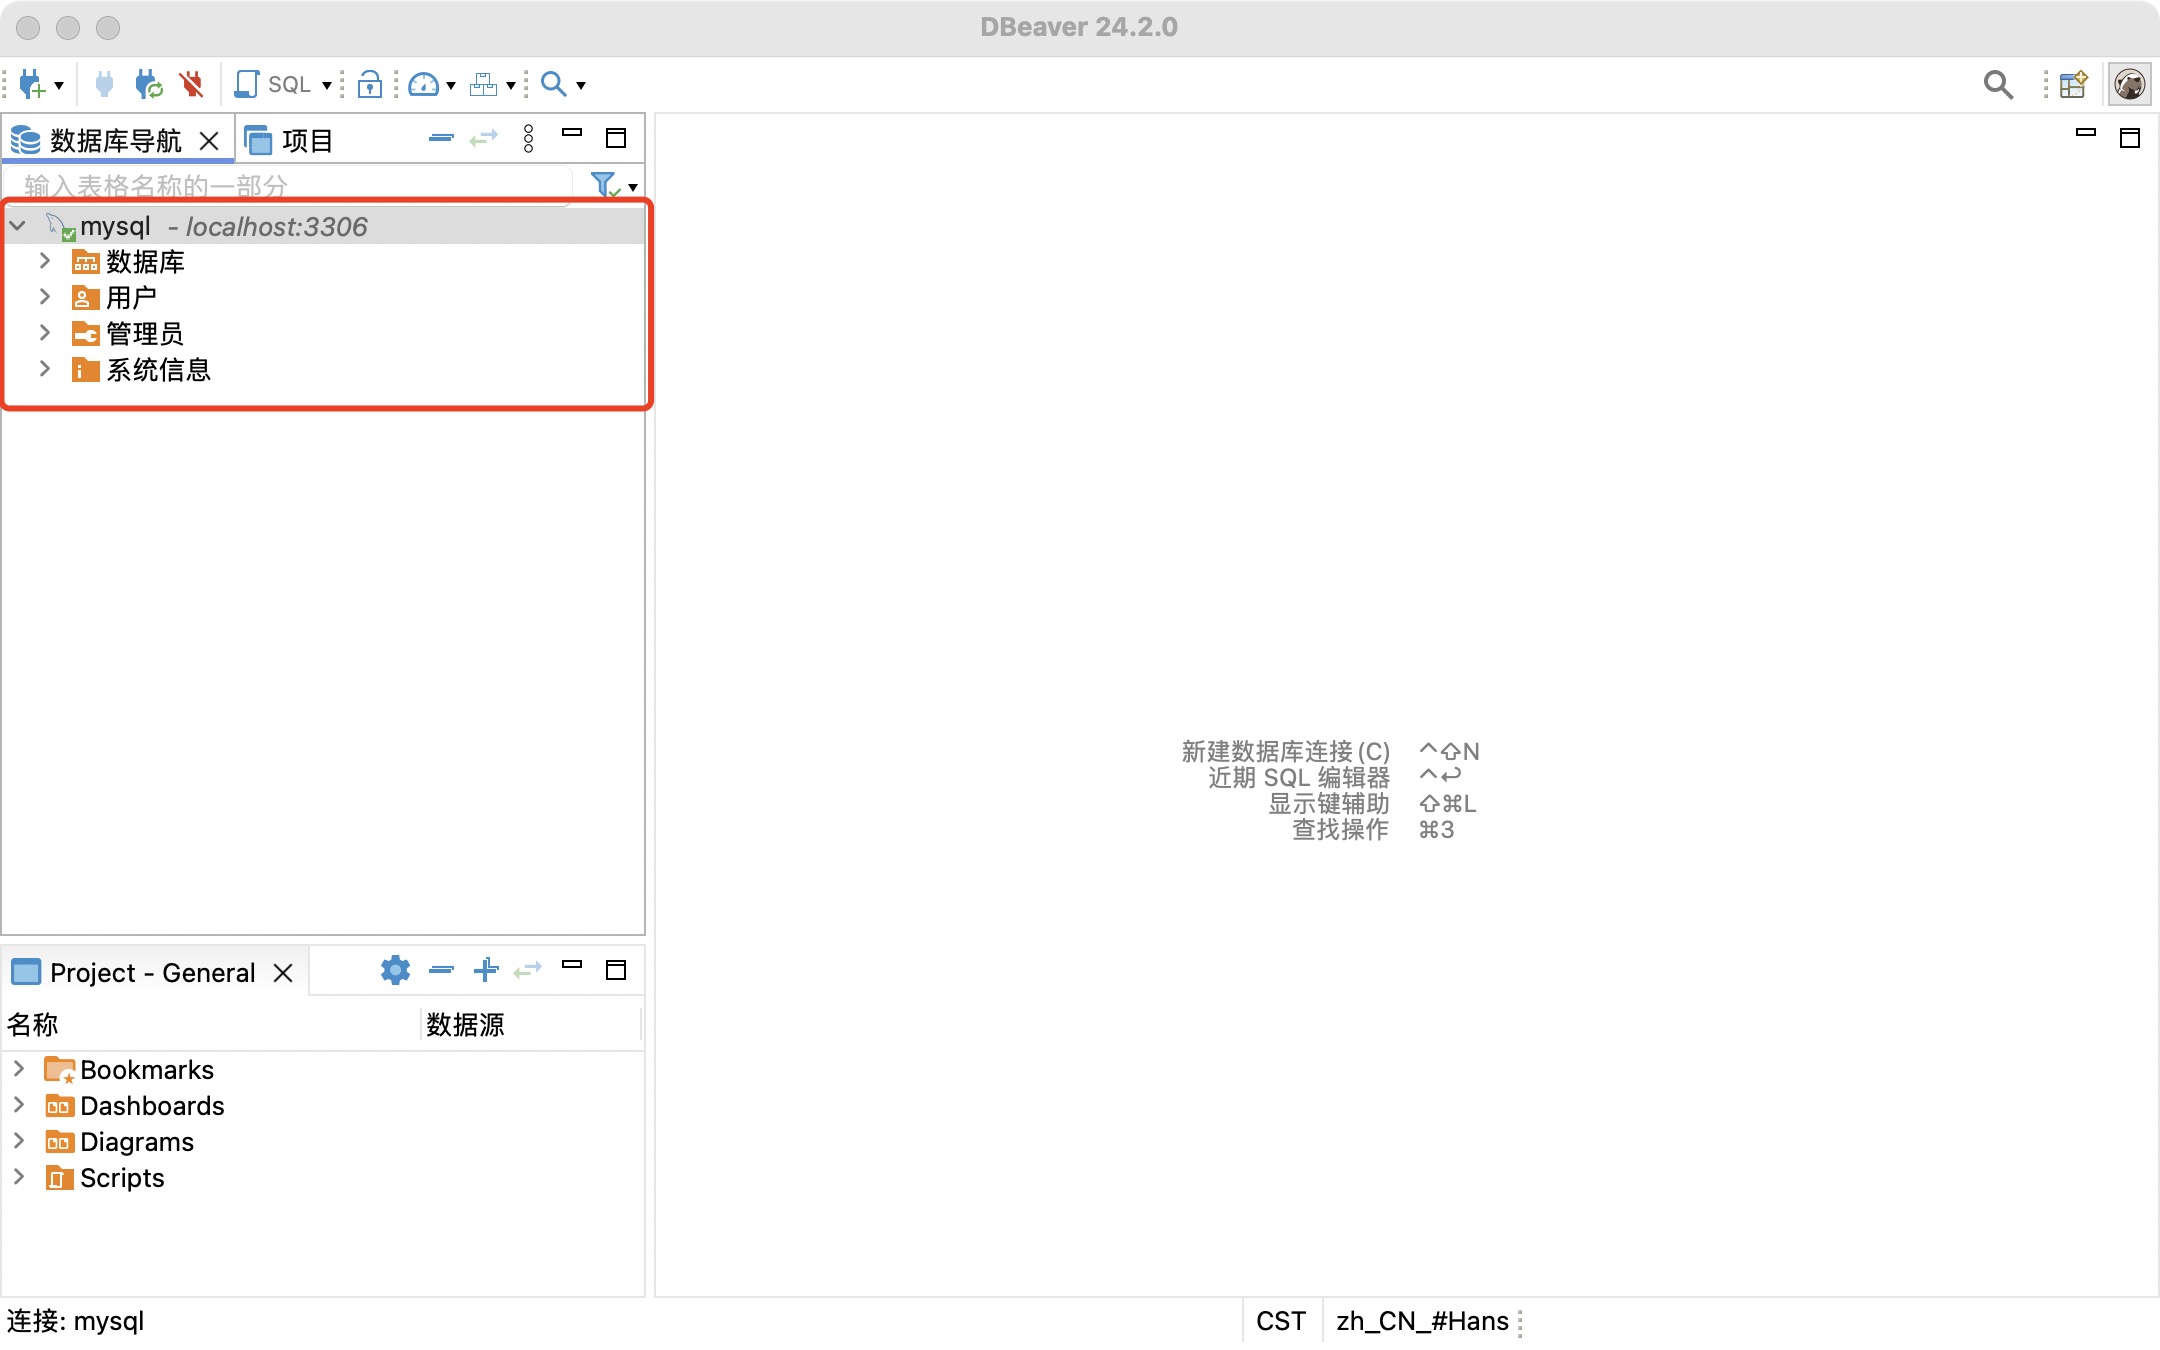 DBeaver 24.2.0
SQL
数据库导航
项目
输入表格名称的一部分
mysql - localhost:3306
数据库
用户
管理员
系统信息
新建数据库连接(C) ⌃⇧N
近期 SQL 编辑器 ⌃↩
显示键辅助 ⇧⌘L
查找操作 ⌘3
Project - General
名称 数据源
Bookmarks
Dashboards
Diagrams
Scripts
连接: mysql
CST
zh_CN_#Hans